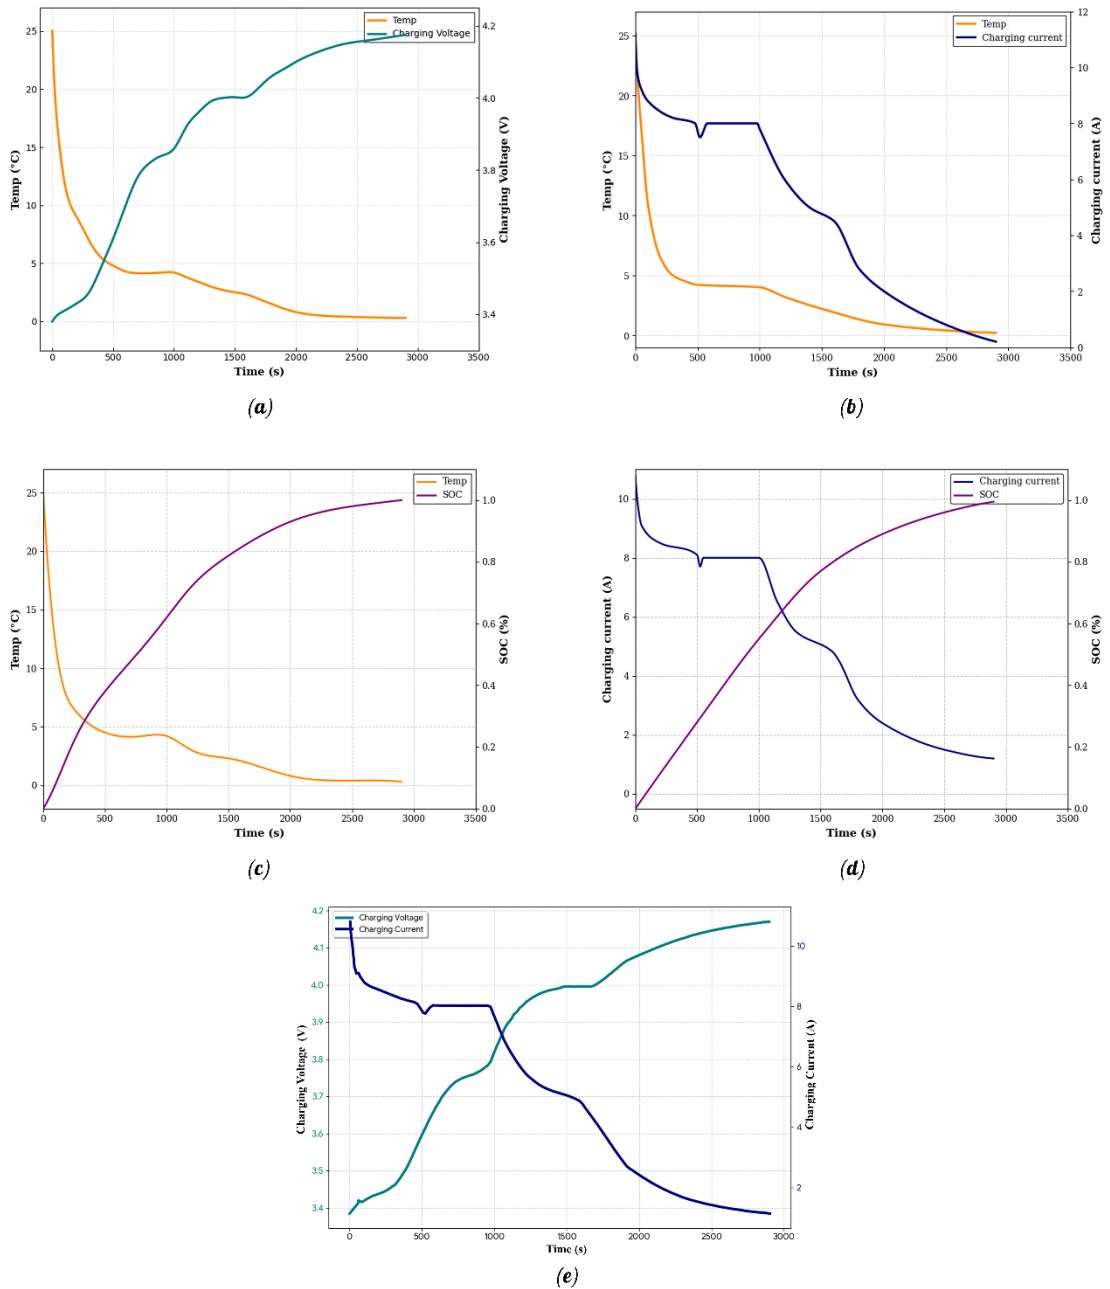 Temp
Charging Voltage
25
20
15
10
5
0
4.2
4.0
3.8
3.6
3.4
Temp (°C)
Charging Voltage (V)
0 500 1000 1500 2000 2500 3000 3500
Time (s)
(a)
Temp
Charging current
25
20
15
10
5
0
12
10
8
6
4
2
0
Temp (°C)
Charging current (A)
0 500 1000 1500 2000 2500 3000 3500
Time (s)
(b)
Temp
SOC
25
20
15
10
5
0
1.0
0.8
0.6
0.4
0.2
0.0
Temp (°C)
SOC (%)
0 500 1000 1500 2000 2500 3000 3500
Time (s)
(c)
Charging current
SOC
10
8
6
4
2
0
1.0
0.8
0.6
0.4
0.2
0.0
Charging current (A)
SOC (%)
0 500 1000 1500 2000 2500 3000 3500
Time (s)
(d)
Charging Voltage
Charging Current
4.2
4.1
4.0
3.9
3.8
3.7
3.6
3.5
3.4
10
8
6
4
2
Charging Voltage (V)
Charging Current (A)
0 500 1000 1500 2000 2500 3000
Time (s)
(e)